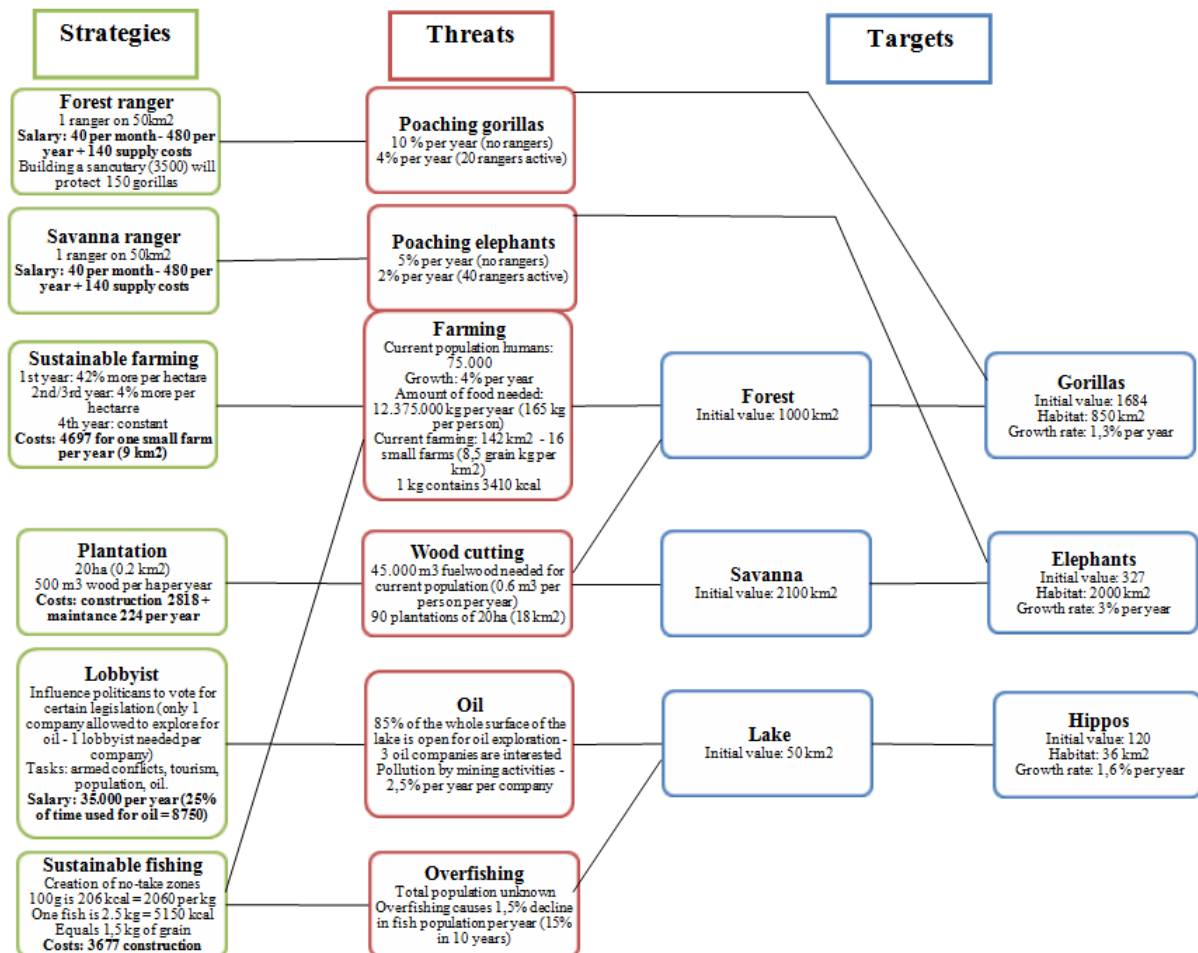 Strategies
Threats
Targets
Forest ranger
1 ranger on 50km2
Salary: 40 per month - 480 per
year + 140 supply costs
Building a sancutary (3500) will
protect 150 gorillas
Savanna ranger
1 ranger on 50km2
Salary: 40 per month - 480 per
year + 140 supply costs
Sustainable farming
1st year: 42% more per hectare
2nd/3rd year: 4% more per
hectarre
4th year: constant
Costs: 4697 for one small farm
per year (9 km2)
Plantation
20ha (0.2 km2)
500 m3 wood per ha per year
Costs: construction 2818 +
maintance 224 per year
Lobbyist
Influence politicans to vote for
certain legislation (only 1
company allowed to explore for
oil - 1 lobbyist needed per
company)
Tasks: armed conflicts, tourism,
population, oil.
Salary: 35.000 per year (25%
of time used for oil = 8750)
Sustainable fishing
Creation of no-take zones
100g is 206 kcal = 2060 per kg
One fish is 2.5 kg = 5150 kcal
Equals 1,5 kg of grain
Costs: 3677 construction
Poaching gorillas
10 % per year (no rangers)
4% per year (20 rangers active)
Poaching elephants
5% per year (no rangers)
2% per year (40 rangers active)
Farming
Current population humans:
75.000
Growth: 4% per year
Amount of food needed:
12.375.000 kg per year (165 kg
per person)
Current farming: 142 km2 - 16
small farms (8,5 grain kg per
km2)
1 kg contains 3410 kcal
Wood cutting
45.000 m3 fuelwood needed for
current population (0.6 m3 per
person per year)
90 plantations of 20ha (18 km2)
Oil
85% of the whole surface of the
lake is open for oil exploration -
3 oil companies are interested
Pollution by mining activities -
2,5% per year per company
Overfishing
Total population unknown
Overfishing causes 1,5% decline
in fish population per year (15%
in 10 years)
Forest
Initial value: 1000 km2
Savanna
Initial value: 2100 km2
Lake
Initial value: 50 km2
Gorillas
Initial value: 1684
Habitat: 850 km2
Growth rate: 1,3% per year
Elephants
Initial value: 327
Habitat: 2000 km2
Growth rate: 3% per year
Hippos
Initial value: 120
Habitat: 36 km2
Growth rate: 1,6% per year